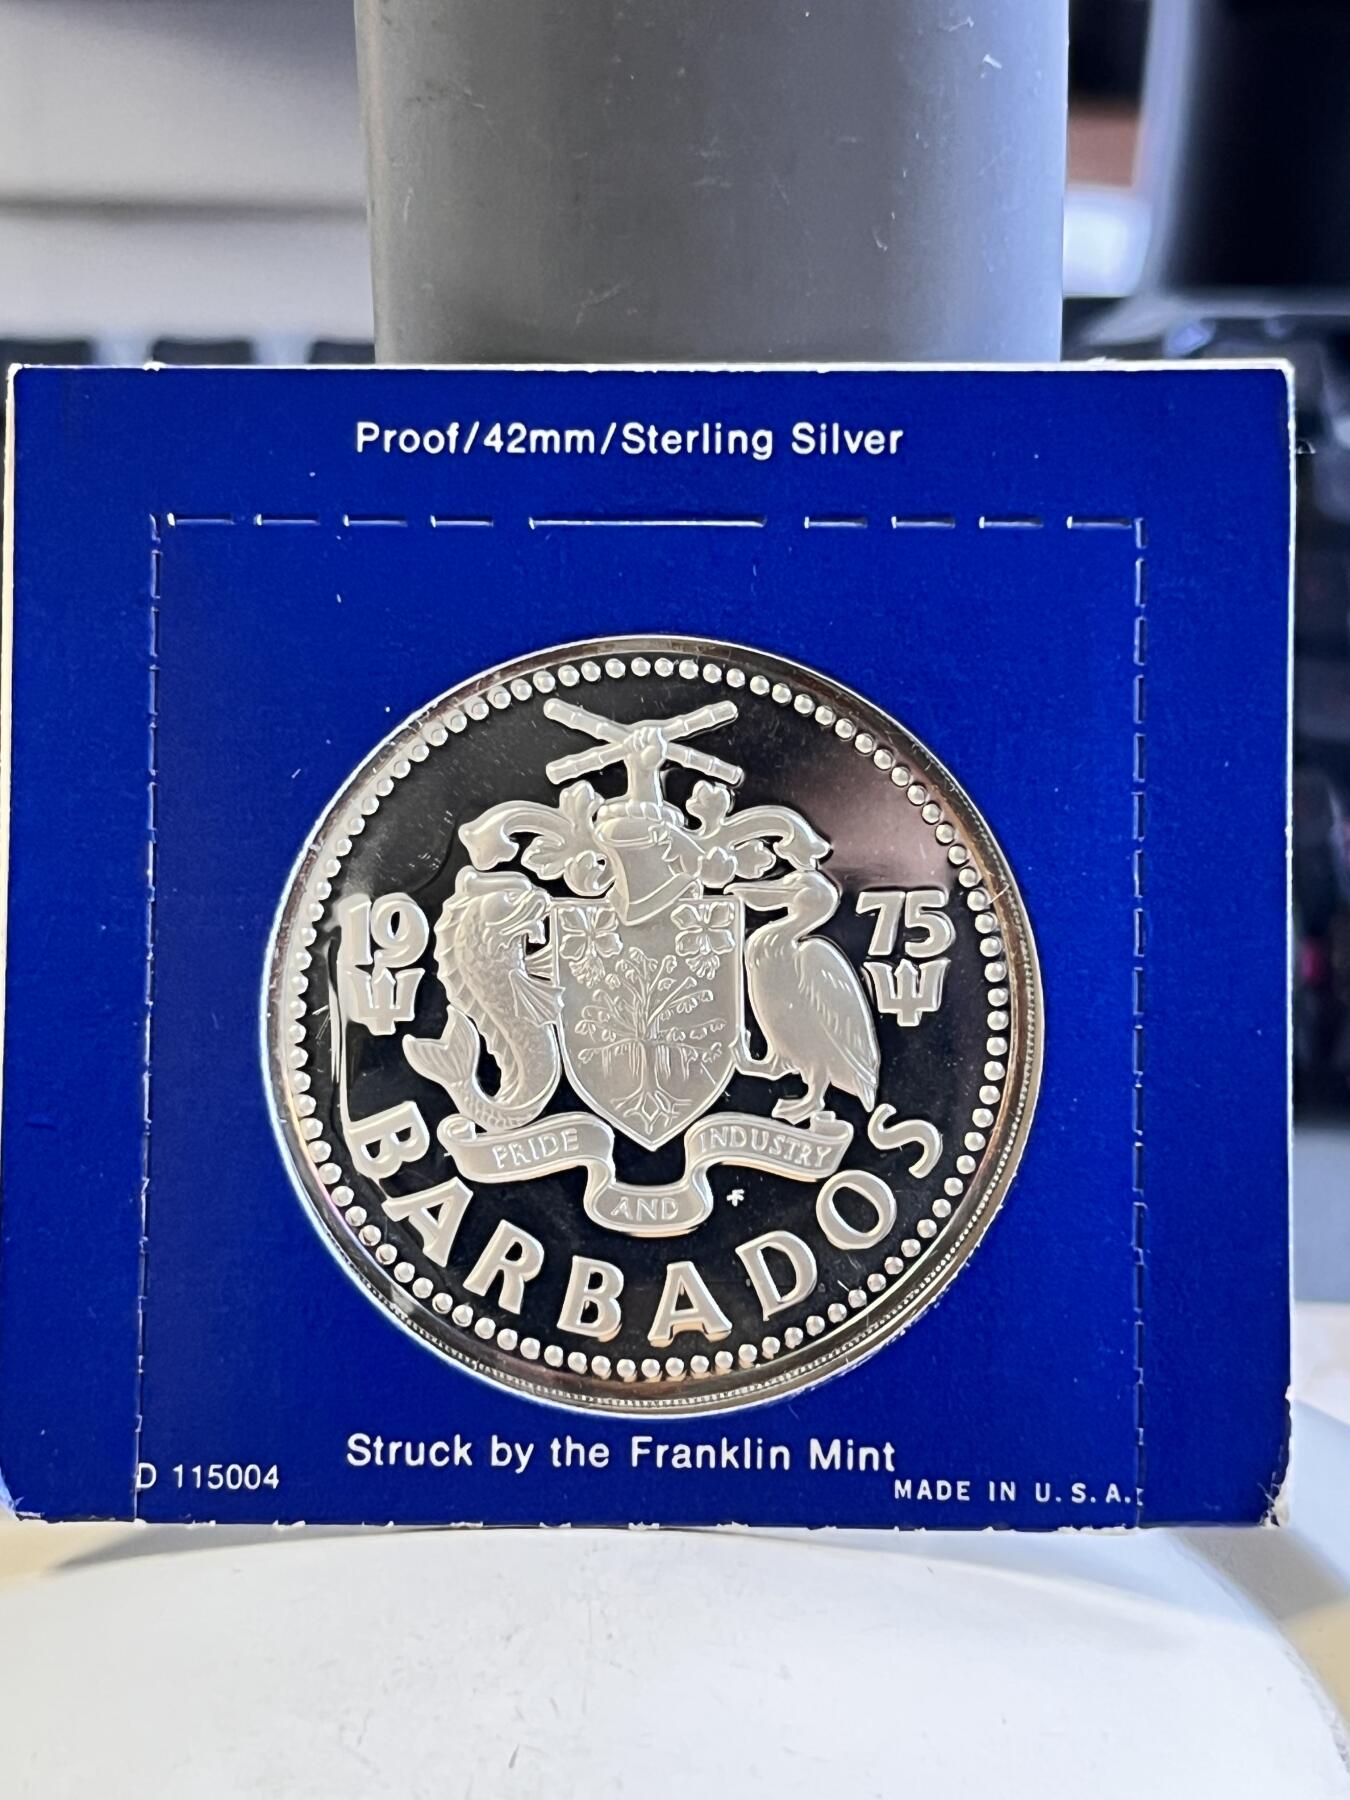 Proof/42mm/Sterling Silver
19 75
PRIDE AND INDUSTRY
BARBADOS
Struck by the Franklin Mint
D 115004
MADE IN U.S.A.